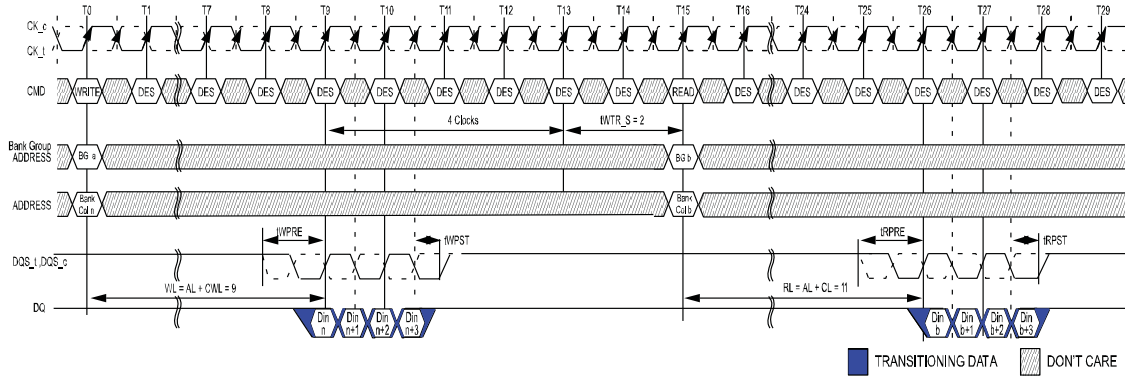 T0 T1 T7 T8 T9 T10 T11 T12 T13 T14 T15 T16 T24 T25 T26 T27 T28 T29
CK_c
CK_t
CMD WRITE DES DES DES DES DES DES DES DES DES READ DES DES DES DES DES DES DES
4 Clocks tWTR_S = 2
Bank Group
ADDRESS BG a BG b
ADDRESS Bank Col n Bank Col b
tWPRE tWPST tRPRE tRPST
DQS_t ,DQS_c
WL = AL + CWL = 9 RL = AL + CL = 11
DQ Din n Din n+1 Din n+2 Din n+3 Din b Din b+1 Din b+2 Din b+3
TRANSITIONING DATA DON'T CARE